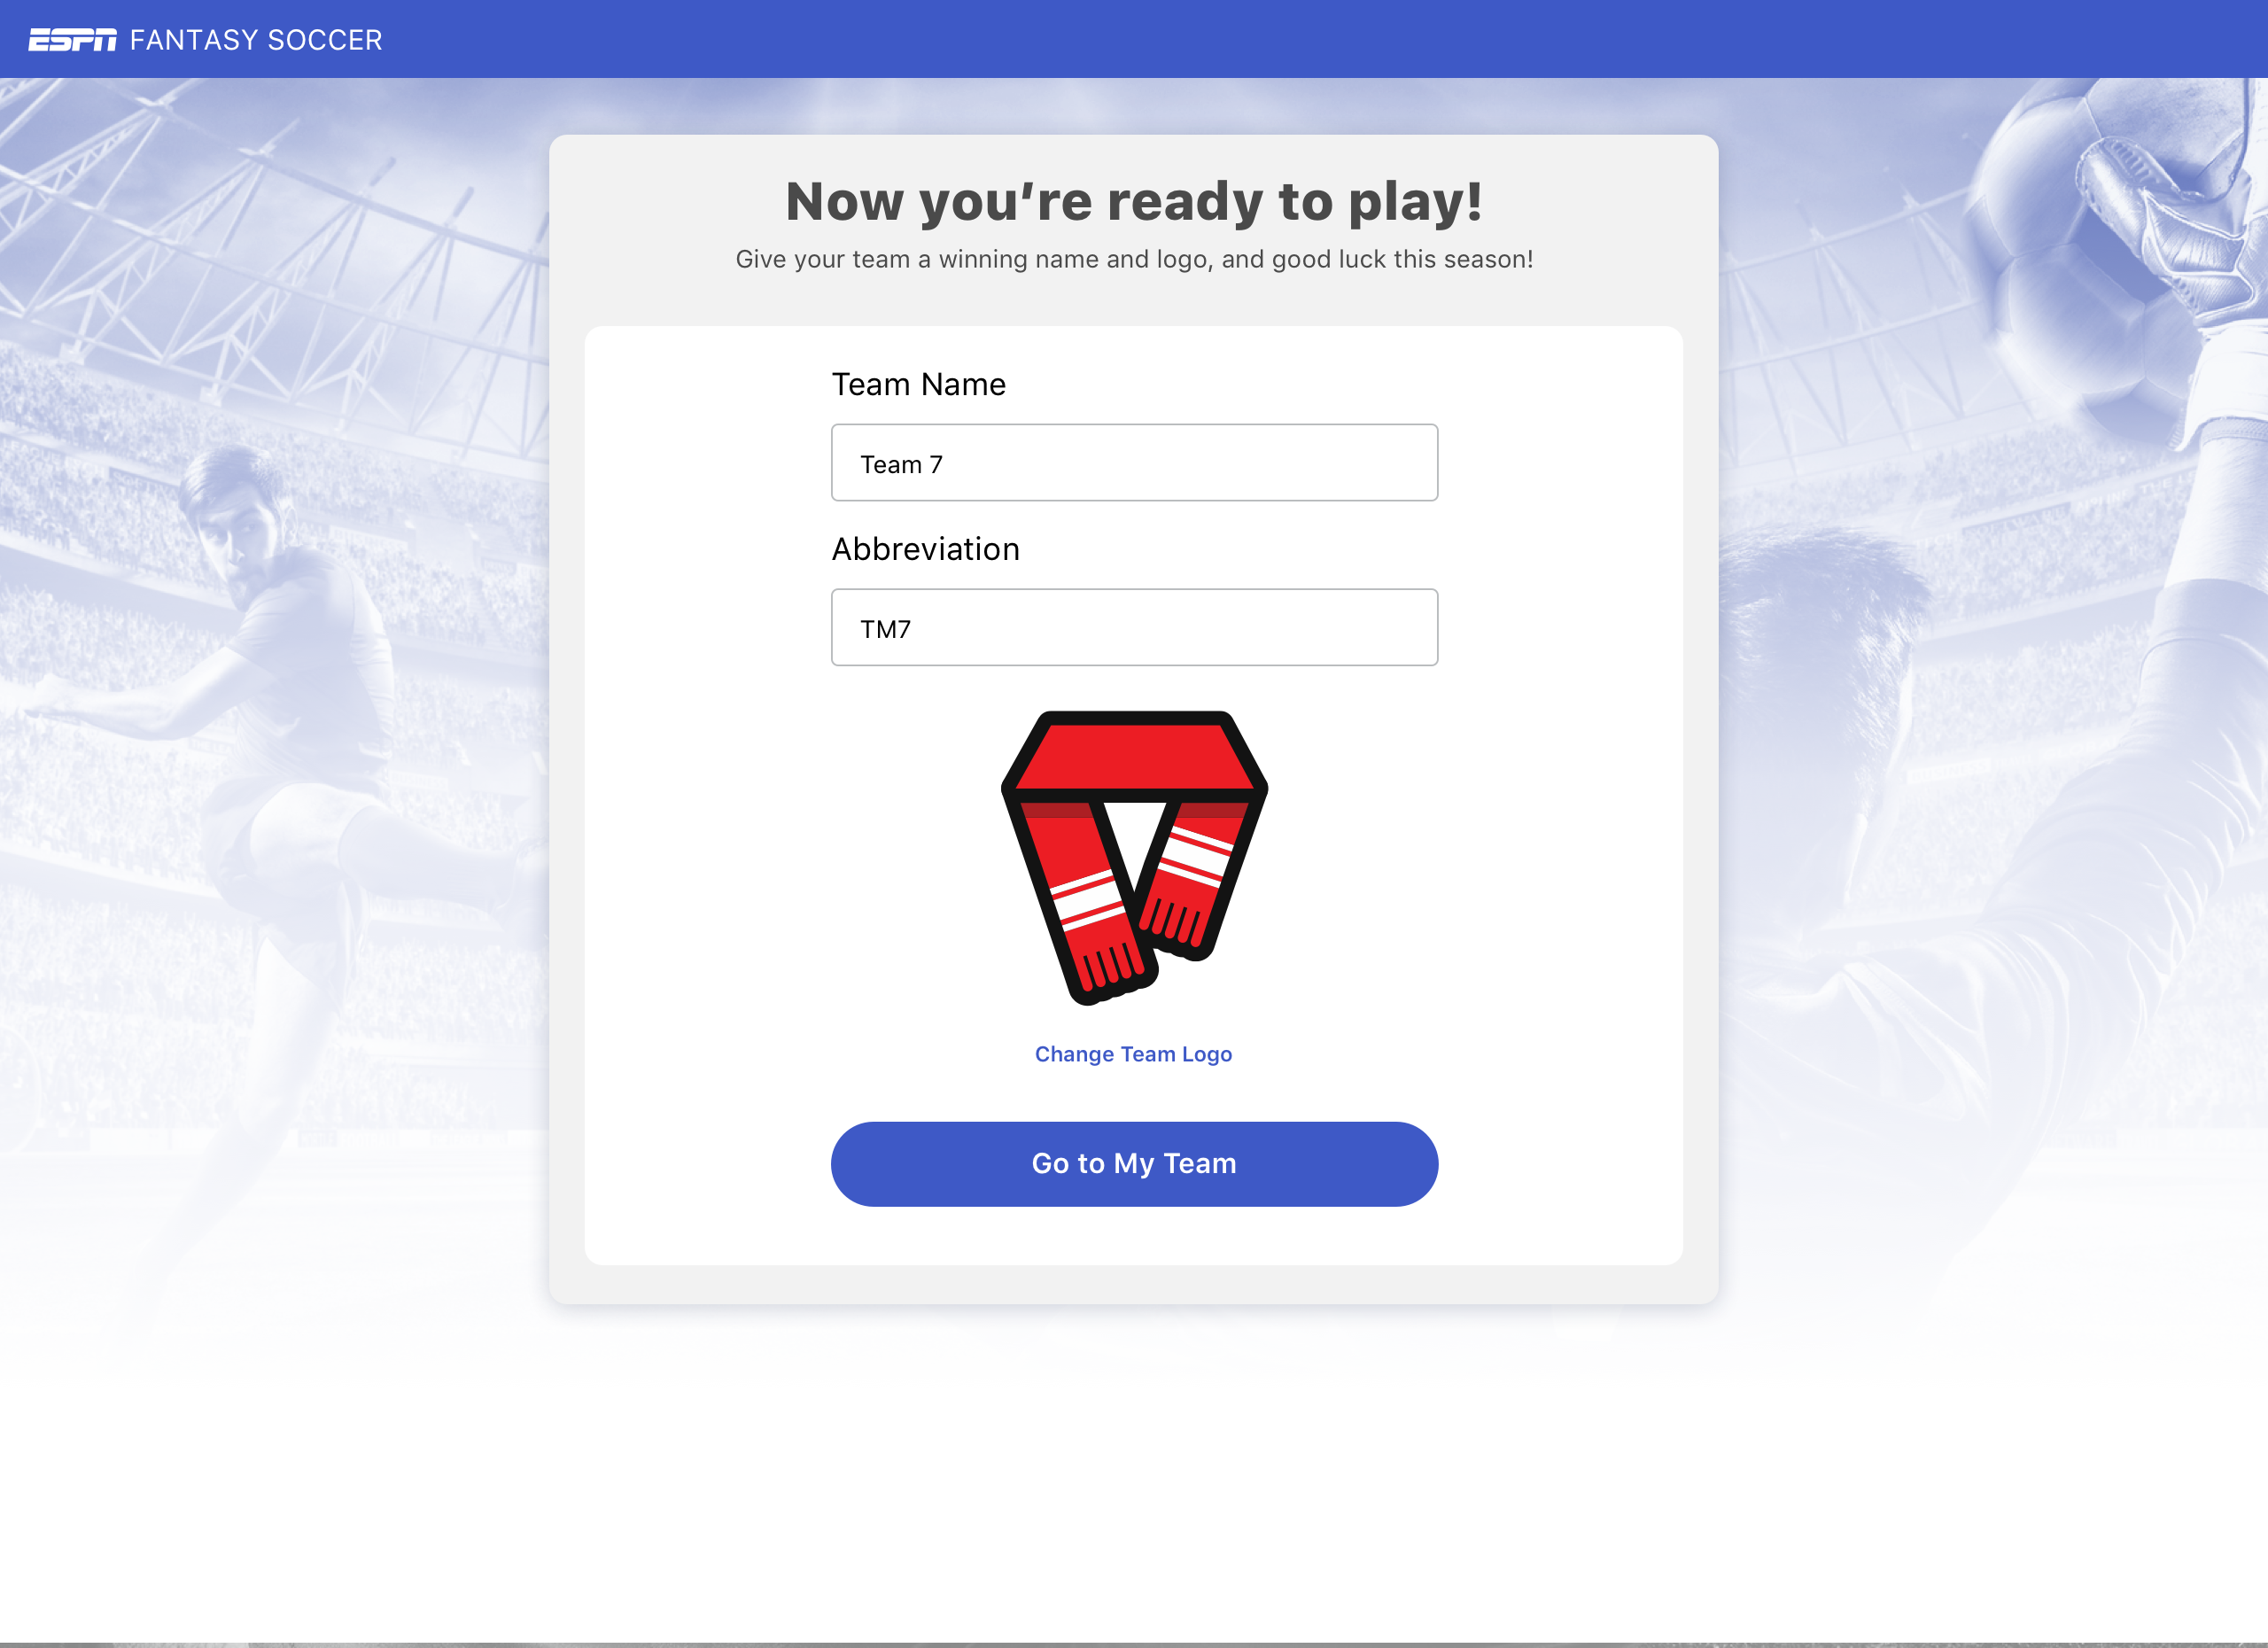 ESPN FANTASY SOCCER
Now you're ready to play!
Give your team a winning name and logo, and good luck this season!
Team Name
Team 7
Abbreviation
TM7
Change Team Logo
Go to My Team